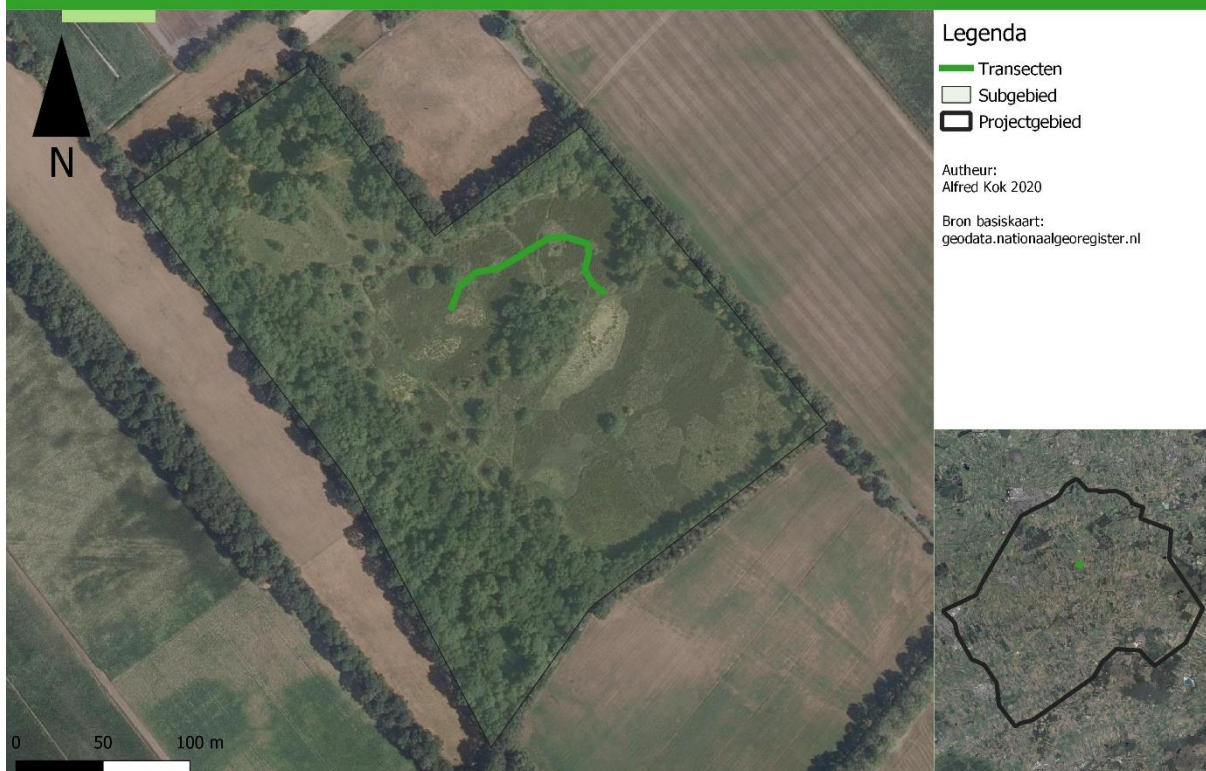 Legenda
Transecten
Subgebied
Projectgebied
Autheur:
Alfred Kok 2020
Bron basiskaart:
geodata.nationaalgeoregister.nl
N
0 50 100 m